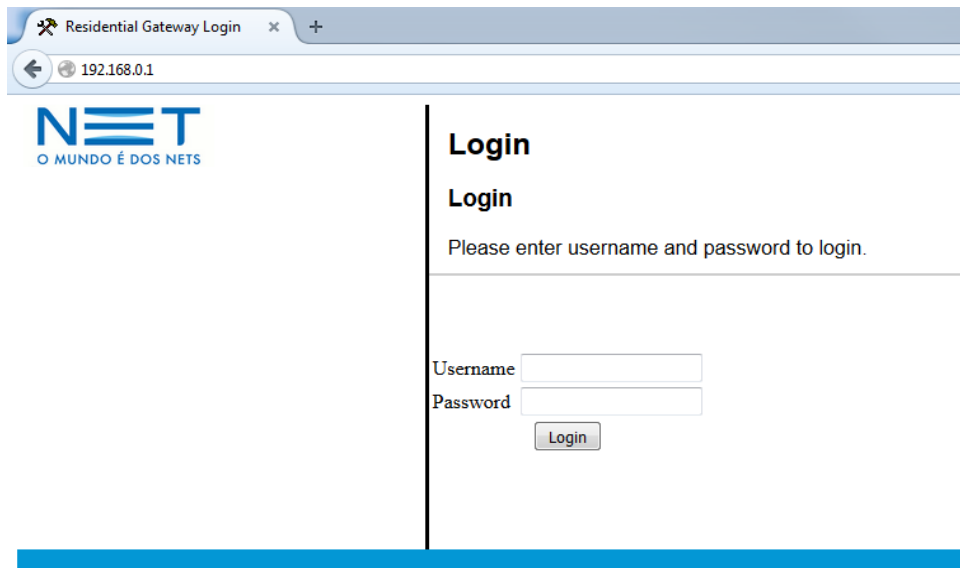 Residential Gateway Login
192.168.0.1
NET
O MUNDO É DOS NETS
Login
Login
Please enter username and password to login.
Username
Password
Login